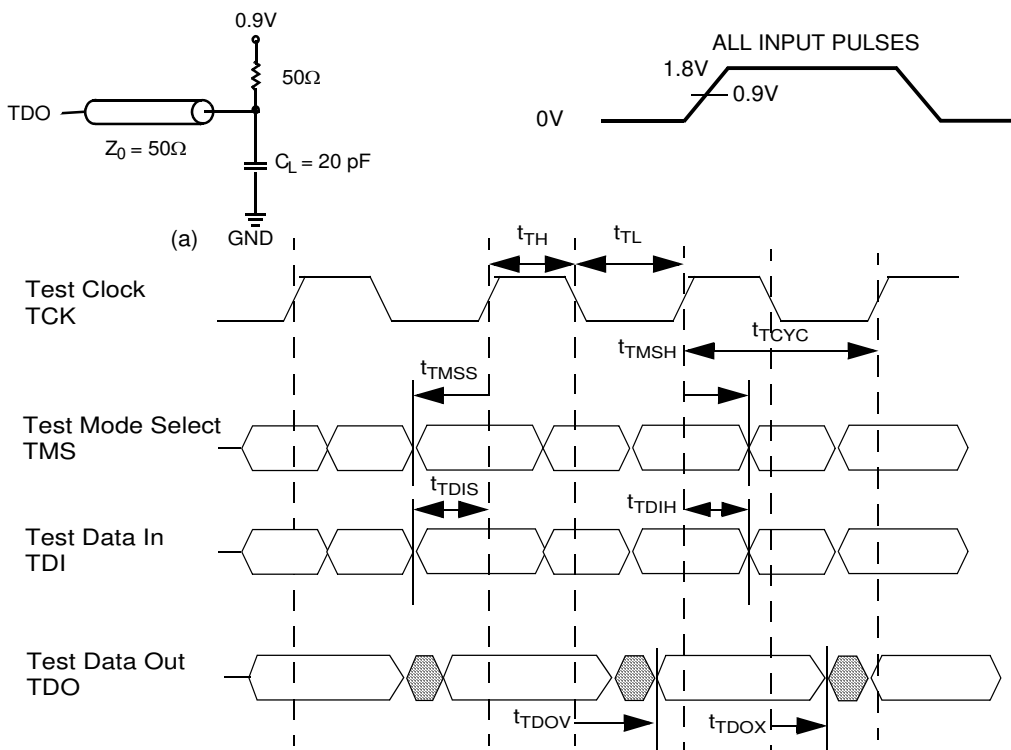 0.9V
50Ω
TDO
Z0 = 50Ω
CL = 20 pF
(a)
GND
ALL INPUT PULSES
1.8V
0.9V
0V
tTH
tTL
Test Clock
TCK
tTCYC
tTMSH
tTMSS
Test Mode Select
TMS
tTDIS
tTDIH
Test Data In
TDI
Test Data Out
TDO
tTDOV
tTDOX